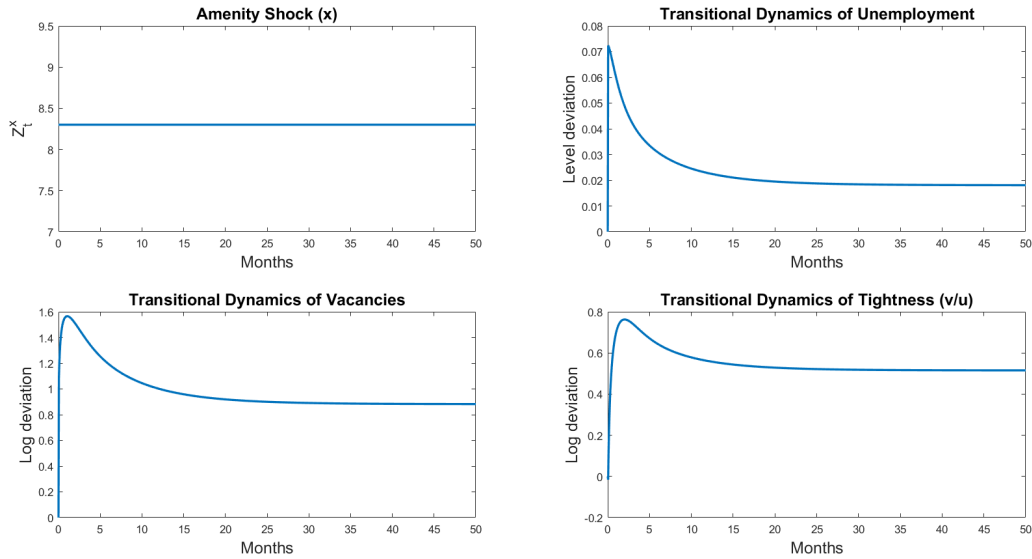 Amenity Shock (x)
9.5
9
8.5
8
7.5
7
Z_t^x
0 5 10 15 20 25 30 35 40 45 50
Months
Transitional Dynamics of Unemployment
0.08
0.07
0.06
0.05
0.04
0.03
0.02
0.01
0
Level deviation
0 5 10 15 20 25 30 35 40 45 50
Months
Transitional Dynamics of Vacancies
1.6
1.4
1.2
1
0.8
0.6
0.4
0.2
0
Log deviation
0 5 10 15 20 25 30 35 40 45 50
Months
Transitional Dynamics of Tightness (v/u)
0.8
0.6
0.4
0.2
0
-0.2
Log deviation
0 5 10 15 20 25 30 35 40 45 50
Months